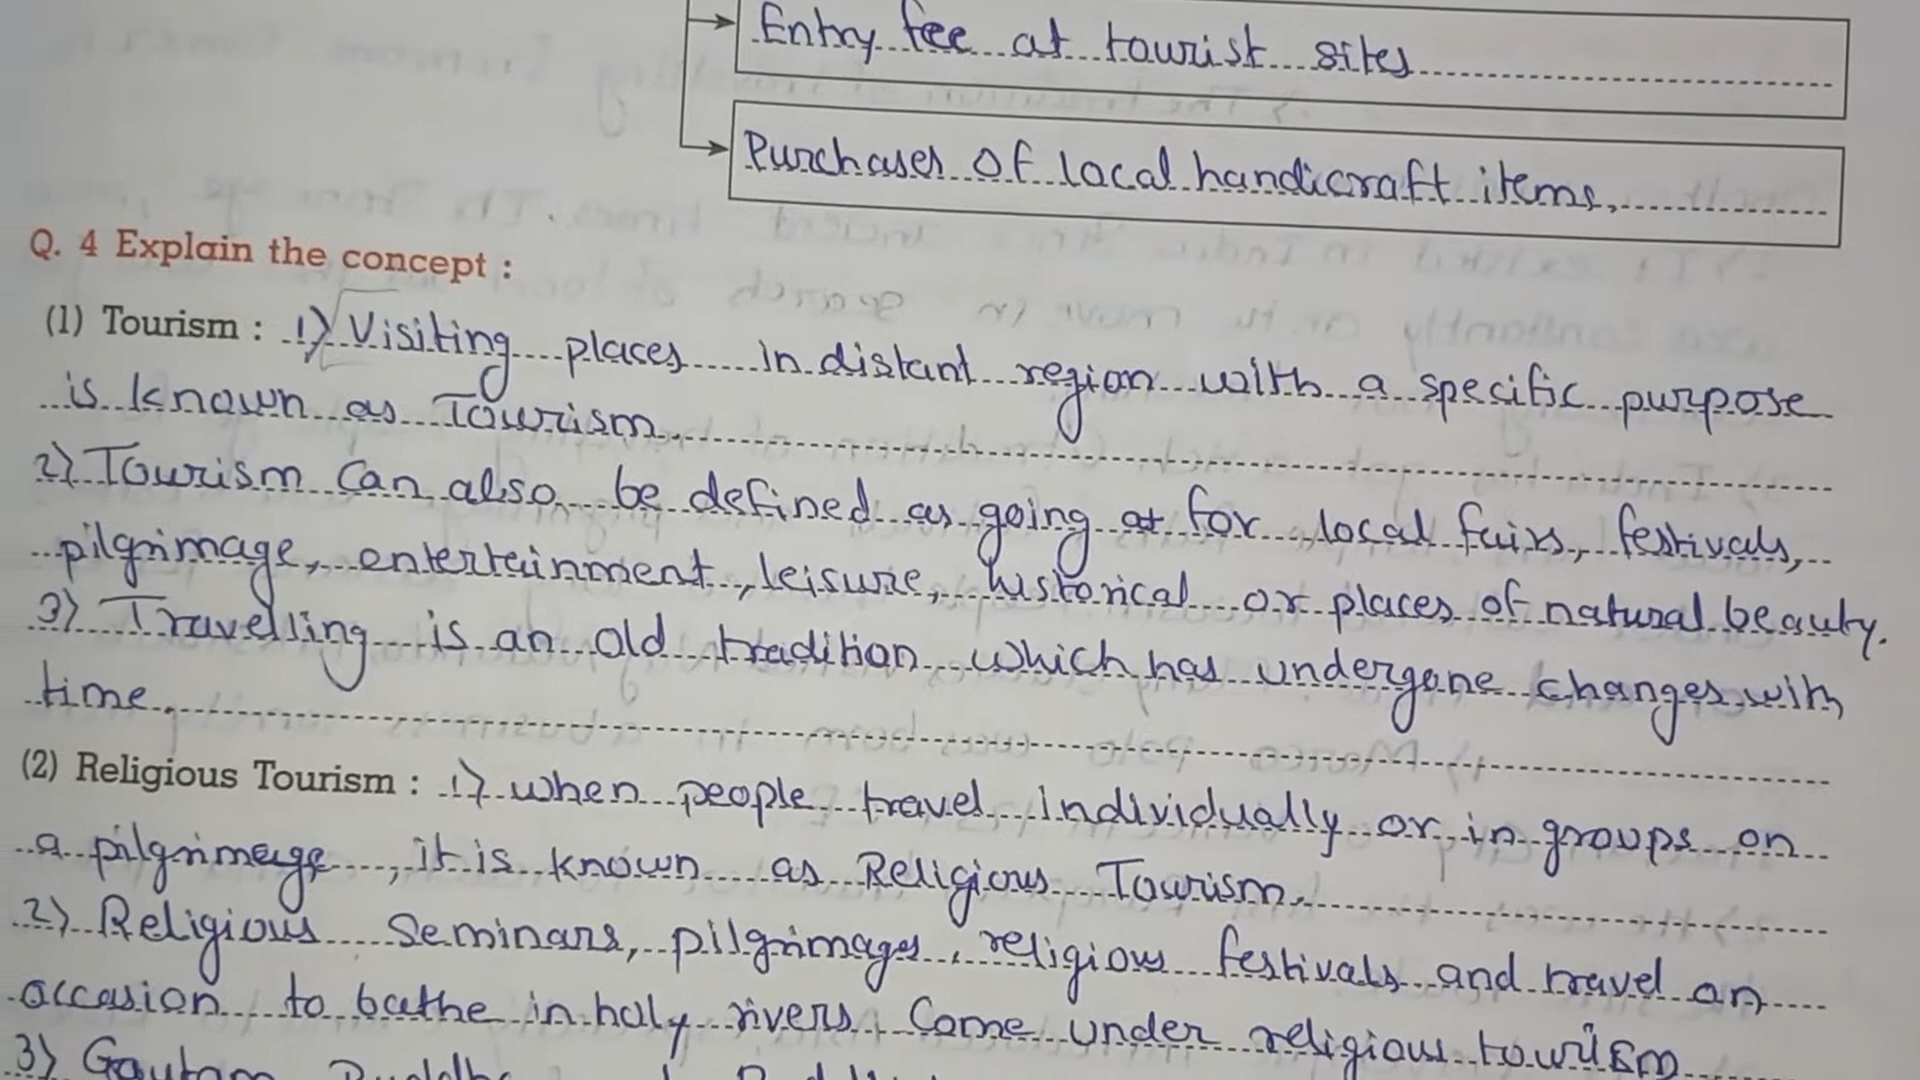 Entry fee at tourist sites
Purchases of local handicraft items.
Q. 4 Explain the concept :
(1) Tourism : 1) Visiting places in distant region with a specific purpose
is known as Tourism.
2) Tourism Can also be defined as going at for local fairs, festivals,
pilgrimage, entertainment, leisure, historical or places of natural beauty.
3) Travelling is an old tradition which has undergone changes with
time.
(2) Religious Tourism : 1) when people travel individually or in groups on
a pilgrimage, it is known as Religious Tourism.
2) Religious Seminars, pilgrimages, religious festivals and travel on
occasion to bathe in holy rivers Come under religious tourism
3) Gautam